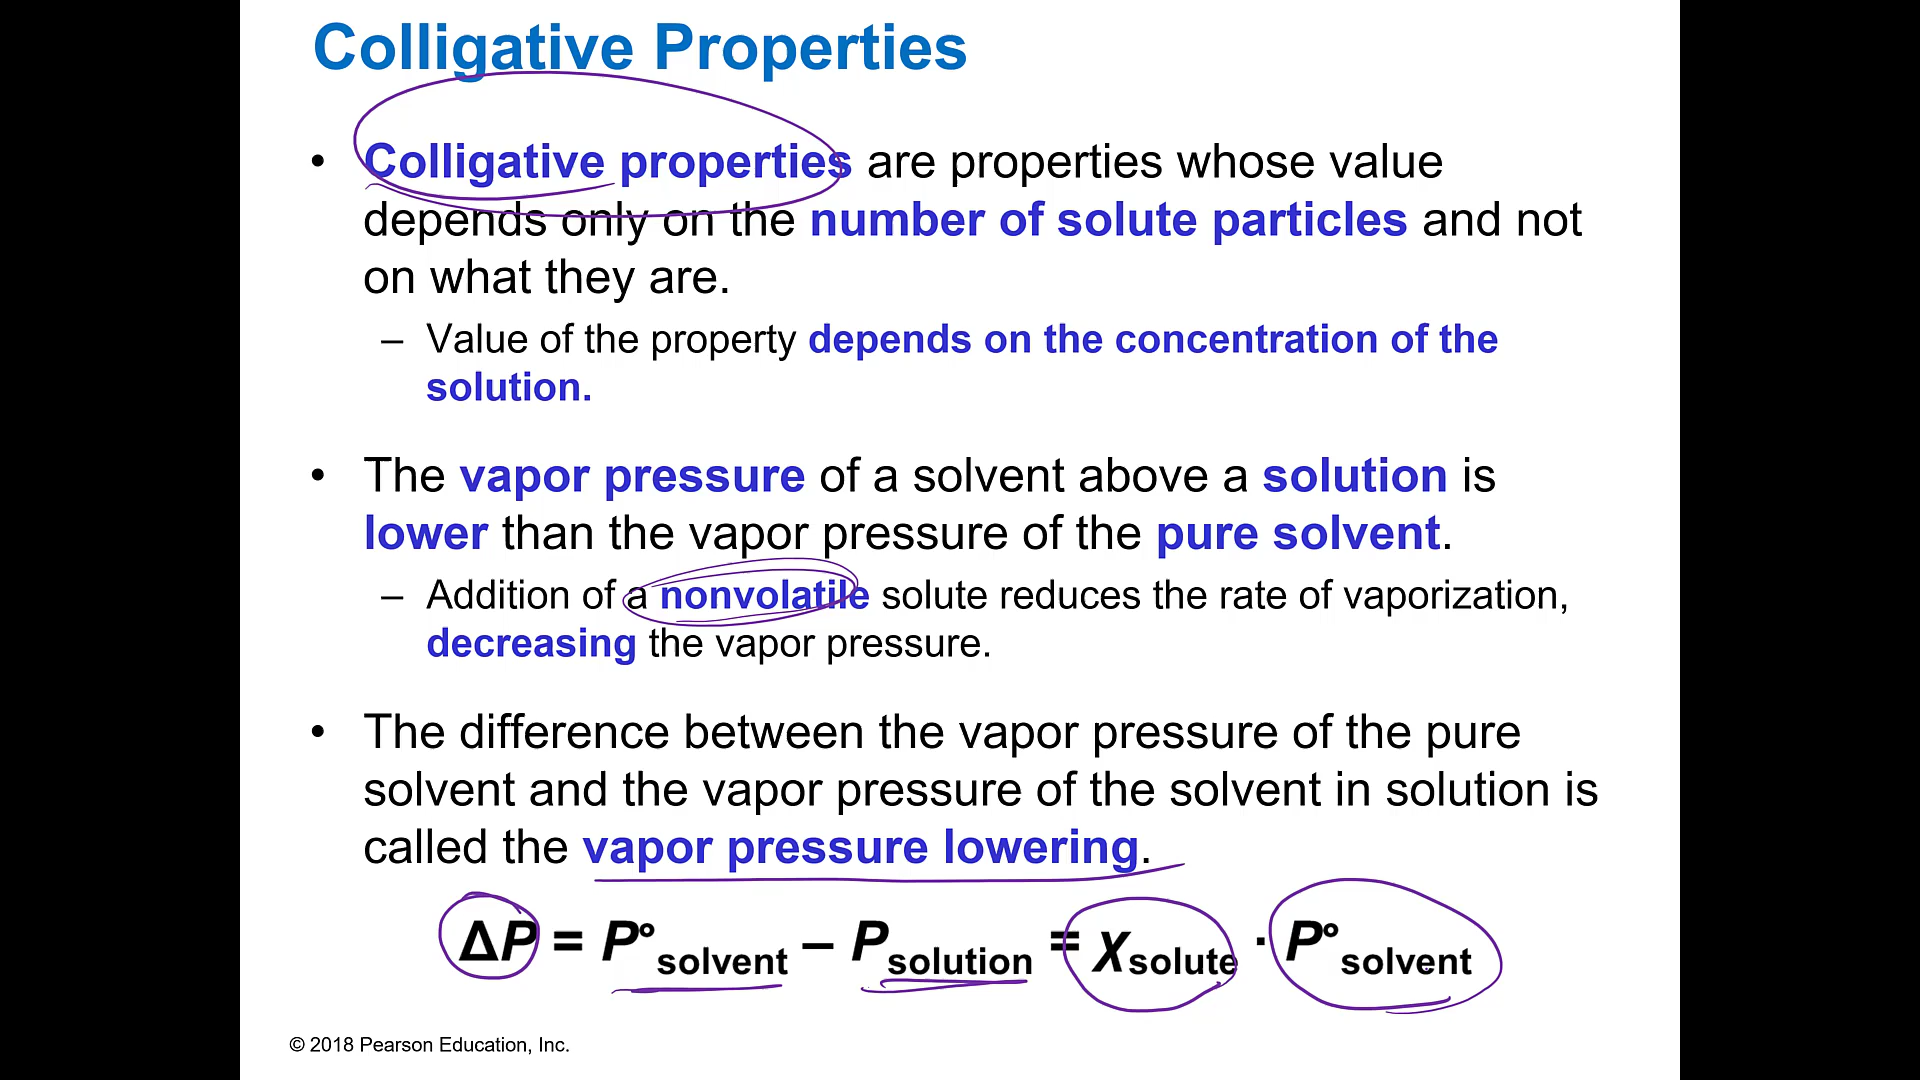 Colligative Properties
• Colligative properties are properties whose value
depends only on the number of solute particles and not
on what they are.
– Value of the property depends on the concentration of the
solution.
• The vapor pressure of a solvent above a solution is
lower than the vapor pressure of the pure solvent.
– Addition of a nonvolatile solute reduces the rate of vaporization,
decreasing the vapor pressure.
• The difference between the vapor pressure of the pure
solvent and the vapor pressure of the solvent in solution is
called the vapor pressure lowering.
ΔP = P°solvent – Psolution = χsolute · P°solvent
© 2018 Pearson Education, Inc.